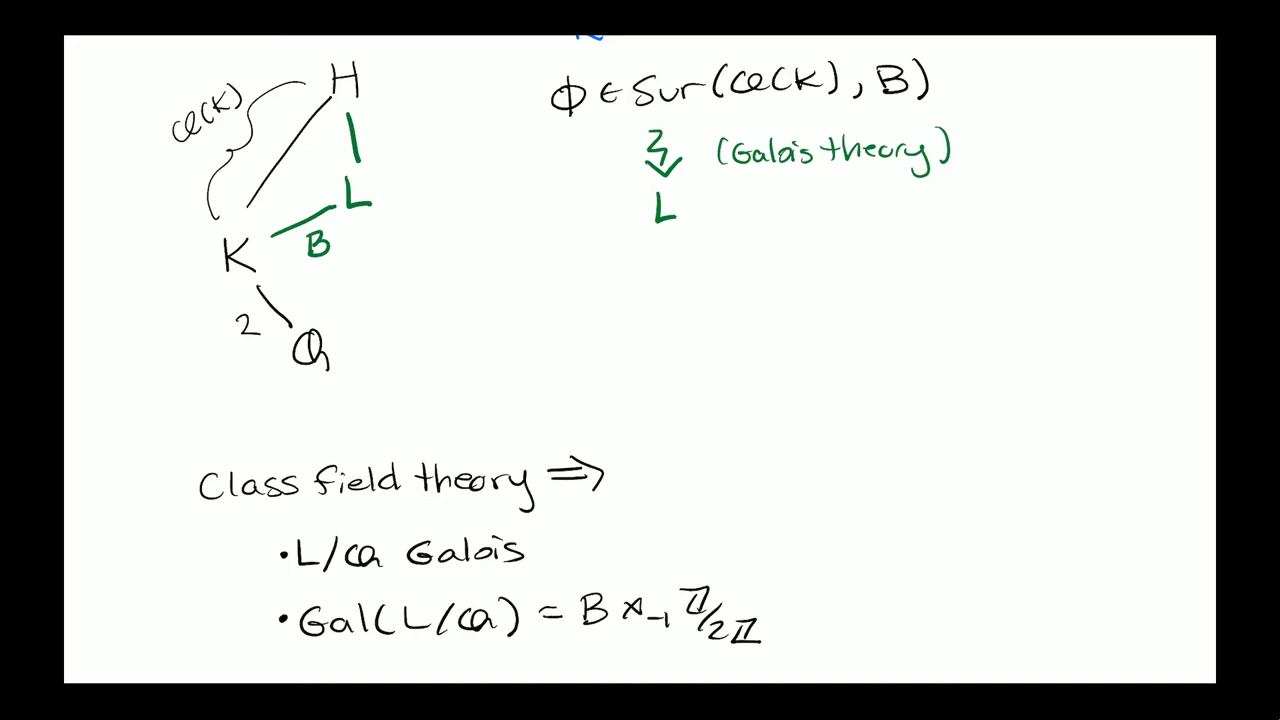 H
Cl(K)
L
B
K
2
ℚ
φ ∈ Sur(Cl(K), B)
(Galois theory)
L
Class field theory ⇒
• L/ℚ Galois
• Gal(L/ℚ) = B ⋊₋₁ ℤ/2ℤ